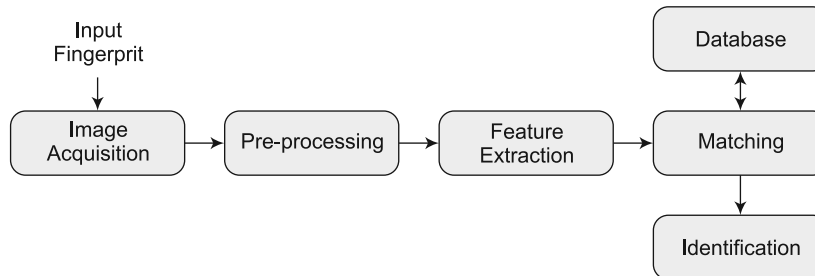 Input
Fingerprit
Database
Image
Acquisition
Pre-processing
Feature
Extraction
Matching
Identification